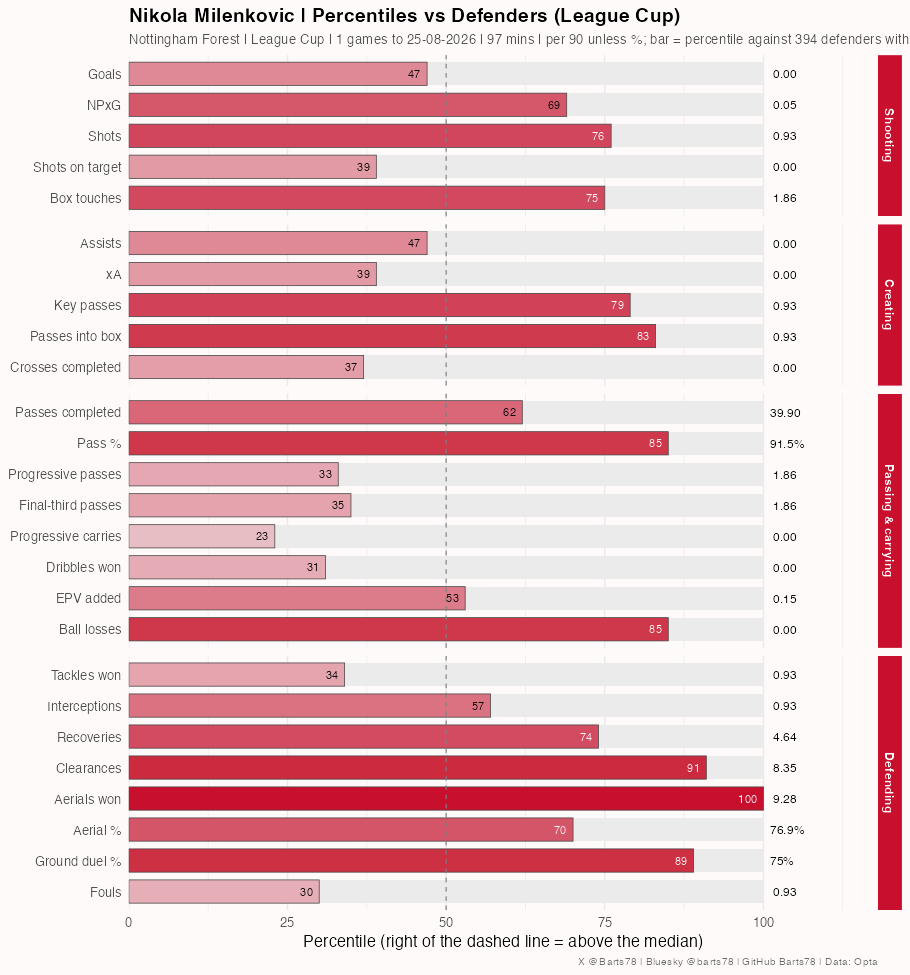 Nikola Milenkovic | Percentiles vs Defenders (League Cup)
Nottingham Forest | League Cup | 1 games to 25-08-2026 | 97 mins | per 90 unless %; bar = percentile against 394 defenders with
Goals 47 0.00
NPxG 69 0.05
Shots 76 0.93
Shots on target 39 0.00
Box touches 75 1.86
Shooting
Assists 47 0.00
xA 39 0.00
Key passes 79 0.93
Passes into box 83 0.93
Crosses completed 37 0.00
Creating
Passes completed 62 39.90
Pass % 85 91.5%
Progressive passes 33 1.86
Final-third passes 35 1.86
Progressive carries 23 0.00
Dribbles won 31 0.00
EPV added 53 0.15
Ball losses 85 0.00
Passing & carrying
Tackles won 34 0.93
Interceptions 57 0.93
Recoveries 74 4.64
Clearances 91 8.35
Aerials won 100 9.28
Aerial % 70 76.9%
Ground duel % 89 75%
Fouls 30 0.93
Defending
0 25 50 75 100
Percentile (right of the dashed line = above the median)
X @Barts78 | Bluesky @barts78 | GitHub Barts78 | Data: Opta